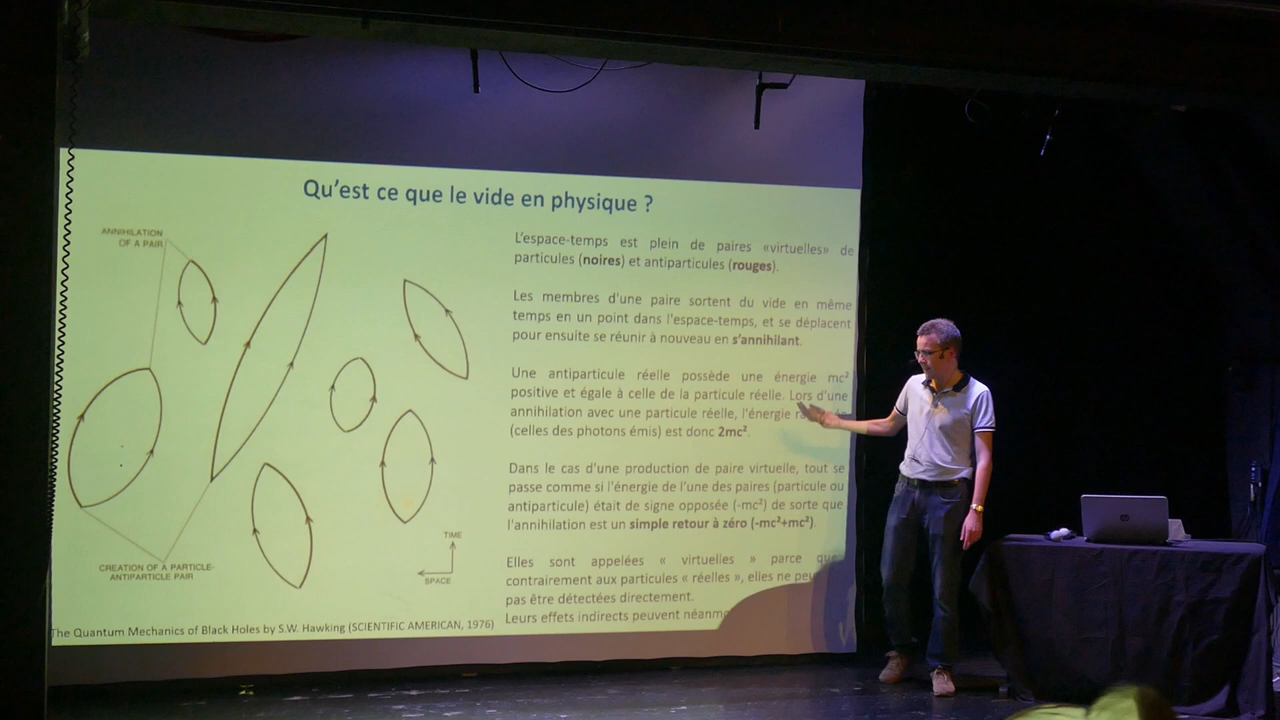 Qu'est ce que le vide en physique ?
ANNIHILATION
OF A PAIR
CREATION OF A PARTICLE-
ANTIPARTICLE PAIR
TIME
SPACE
The Quantum Mechanics of Black Holes by S.W. Hawking (SCIENTIFIC AMERICAN, 1976)
L'espace-temps est plein de paires «virtuelles» de
particules (noires) et antiparticules (rouges).
Les membres d'une paire sortent du vide en même
temps en un point dans l'espace-temps, et se déplacent
pour ensuite se réunir à nouveau en s'annihilant.
Une antiparticule réelle possède une énergie mc²
positive et égale à celle de la particule réelle. Lors d'une
annihilation avec une particule réelle, l'énergie
(celles des photons émis) est donc 2mc².
Dans le cas d'une production de paire virtuelle, tout se
passe comme si l'énergie de l'une des paires (particule ou
antiparticule) était de signe opposée (-mc²) de sorte que
l'annihilation est un simple retour à zéro (-mc²+mc²).
Elles sont appelées « virtuelles » parce que
contrairement aux particules « réelles », elles ne
pas être détectées directement.
Leurs effets indirects peuvent
hp